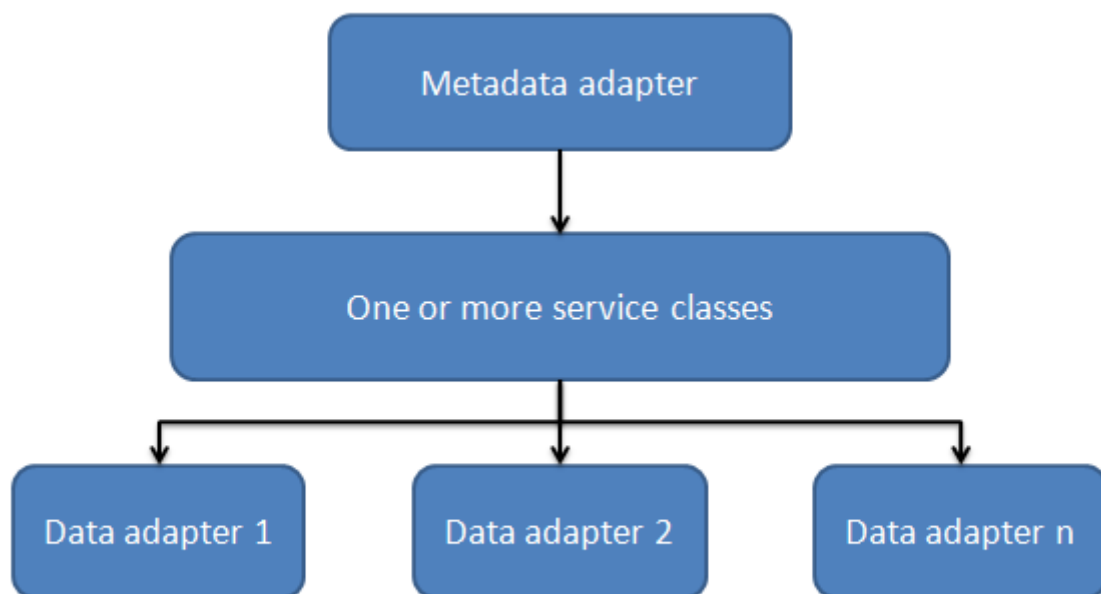 Metadata adapter
One or more service classes
Data adapter 1
Data adapter 2
Data adapter n